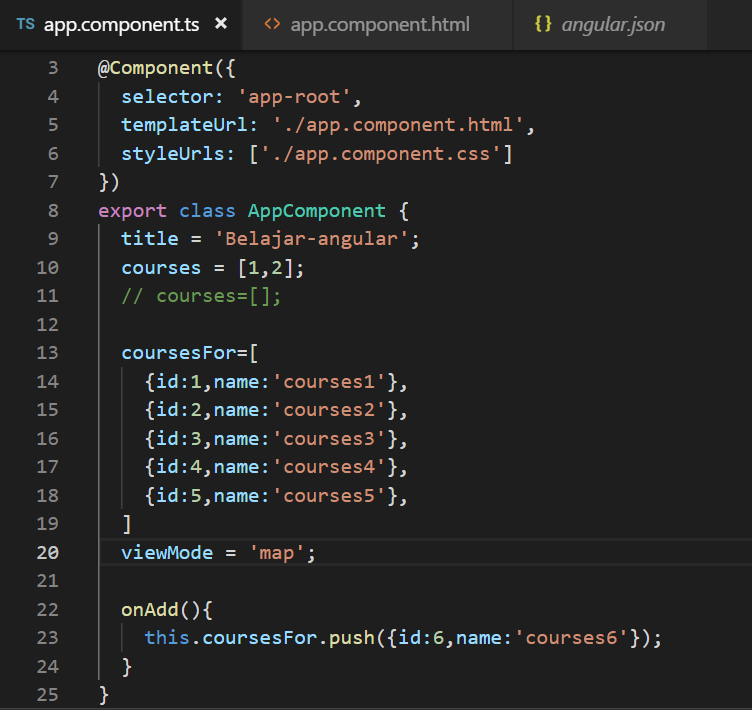 TS app.component.ts × <> app.component.html {} angular.json
3 @Component({
4 selector: 'app-root',
5 templateUrl: './app.component.html',
6 styleUrls: ['./app.component.css']
7 })
8 export class AppComponent {
9 title = 'Belajar-angular';
10 courses = [1,2];
11 // courses=[];
12
13 coursesFor=[
14 {id:1,name:'courses1'},
15 {id:2,name:'courses2'},
16 {id:3,name:'courses3'},
17 {id:4,name:'courses4'},
18 {id:5,name:'courses5'},
19 ]
20 viewMode = 'map';
21
22 onAdd(){
23 this.coursesFor.push({id:6,name:'courses6'});
24 }
25 }